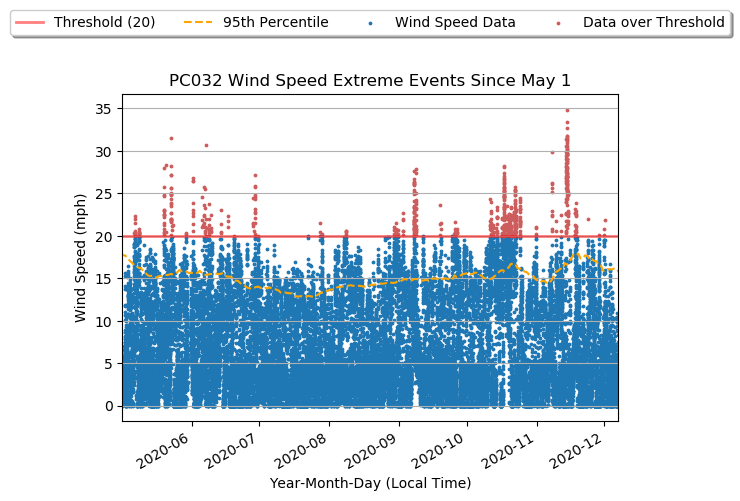 Threshold (20) 95th Percentile Wind Speed Data Data over Threshold
PC032 Wind Speed Extreme Events Since May 1
35
30
25
20
15
10
5
0
Wind Speed (mph)
2020-06 2020-07 2020-08 2020-09 2020-10 2020-11 2020-12
Year-Month-Day (Local Time)